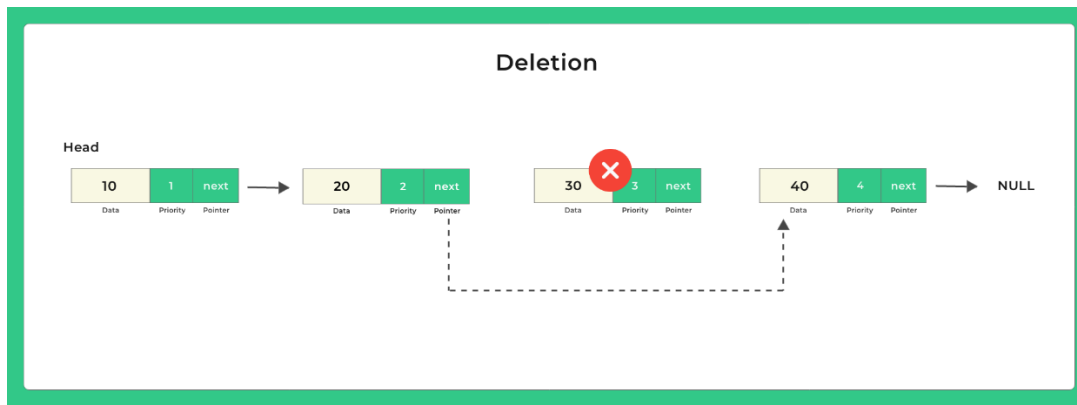 Deletion
Head
10 1 next
Data Priority Pointer
20 2 next
Data Priority Pointer
30 3 next
Data Priority Pointer
40 4 next
Data Priority Pointer
NULL